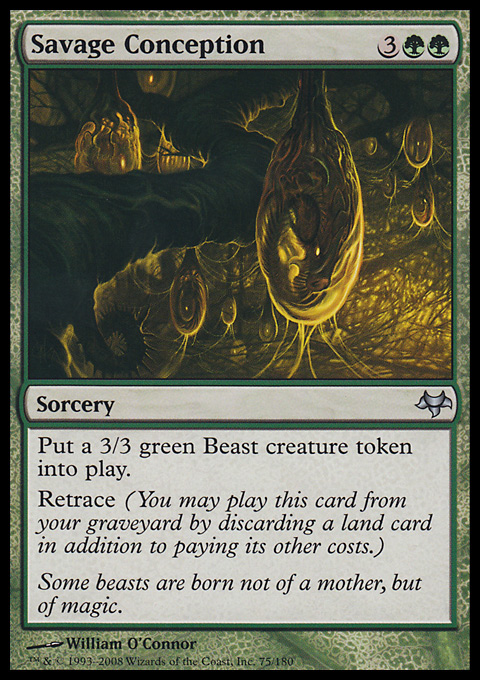 Savage Conception 3
Sorcery
Put a 3/3 green Beast creature token
into play.
Retrace (You may play this card from
your graveyard by discarding a land card
in addition to paying its other costs.)
Some beasts are born not of a mother, but
of magic.
William O'Connor
™ & © 1993–2008 Wizards of the Coast, Inc. 75/180